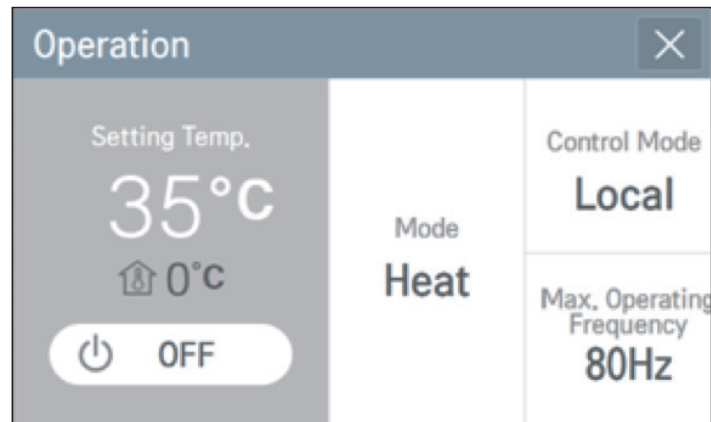 Operation
Setting Temp.
35°C
0°C
OFF
Mode
Heat
Control Mode
Local
Max. Operating
Frequency
80Hz